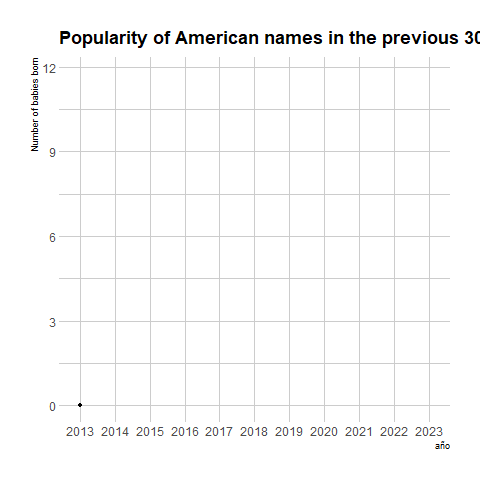 Popularity of American names in the previous 30
Number of babies born
12
9
6
3
0
2013 2014 2015 2016 2017 2018 2019 2020 2021 2022 2023
año